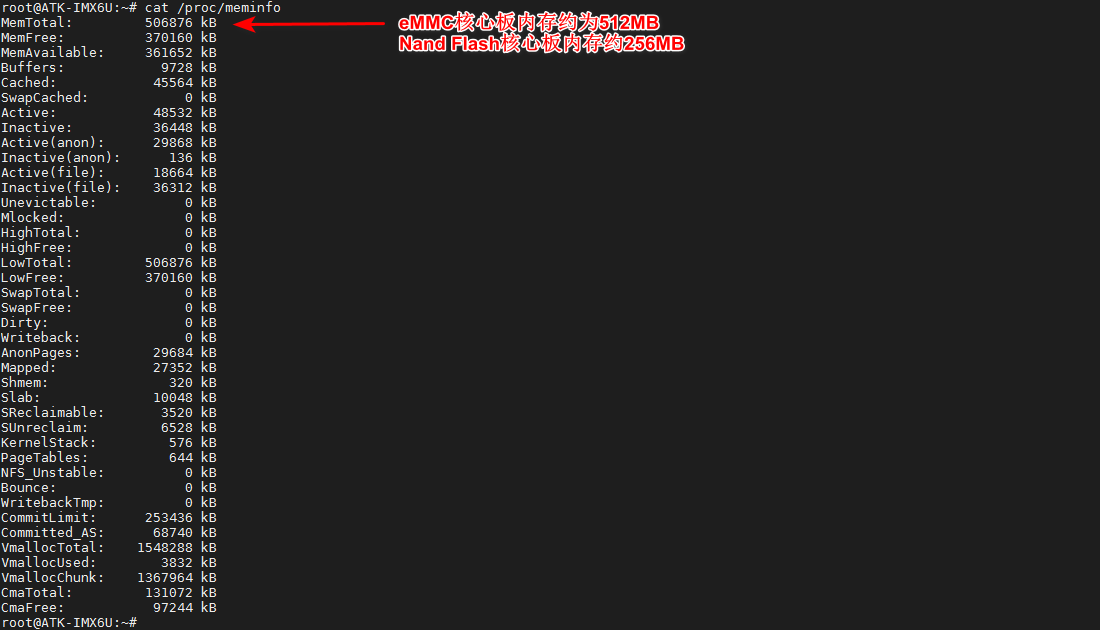 root@ATK-IMX6U:~# cat /proc/meminfo
MemTotal:         506876 kB
eMMC核心板内存约为512MB
MemFree:          370160 kB
Nand Flash核心板内存约256MB
MemAvailable:     361652 kB
Buffers:            9728 kB
Cached:            45564 kB
SwapCached:            0 kB
Active:            48532 kB
Inactive:          36448 kB
Active(anon):      29868 kB
Inactive(anon):      136 kB
Active(file):      18664 kB
Inactive(file):    36312 kB
Unevictable:           0 kB
Mlocked:               0 kB
HighTotal:             0 kB
HighFree:              0 kB
LowTotal:         506876 kB
LowFree:          370160 kB
SwapTotal:             0 kB
SwapFree:              0 kB
Dirty:                 0 kB
Writeback:             0 kB
AnonPages:         29684 kB
Mapped:            27352 kB
Shmem:               320 kB
Slab:              10048 kB
SReclaimable:       3520 kB
SUnreclaim:         6528 kB
KernelStack:         576 kB
PageTables:          644 kB
NFS_Unstable:          0 kB
Bounce:                0 kB
WritebackTmp:          0 kB
CommitLimit:      253436 kB
Committed_AS:      68740 kB
VmallocTotal:    1548288 kB
VmallocUsed:        3832 kB
VmallocChunk:    1367964 kB
CmaTotal:         131072 kB
CmaFree:           97244 kB
root@ATK-IMX6U:~#